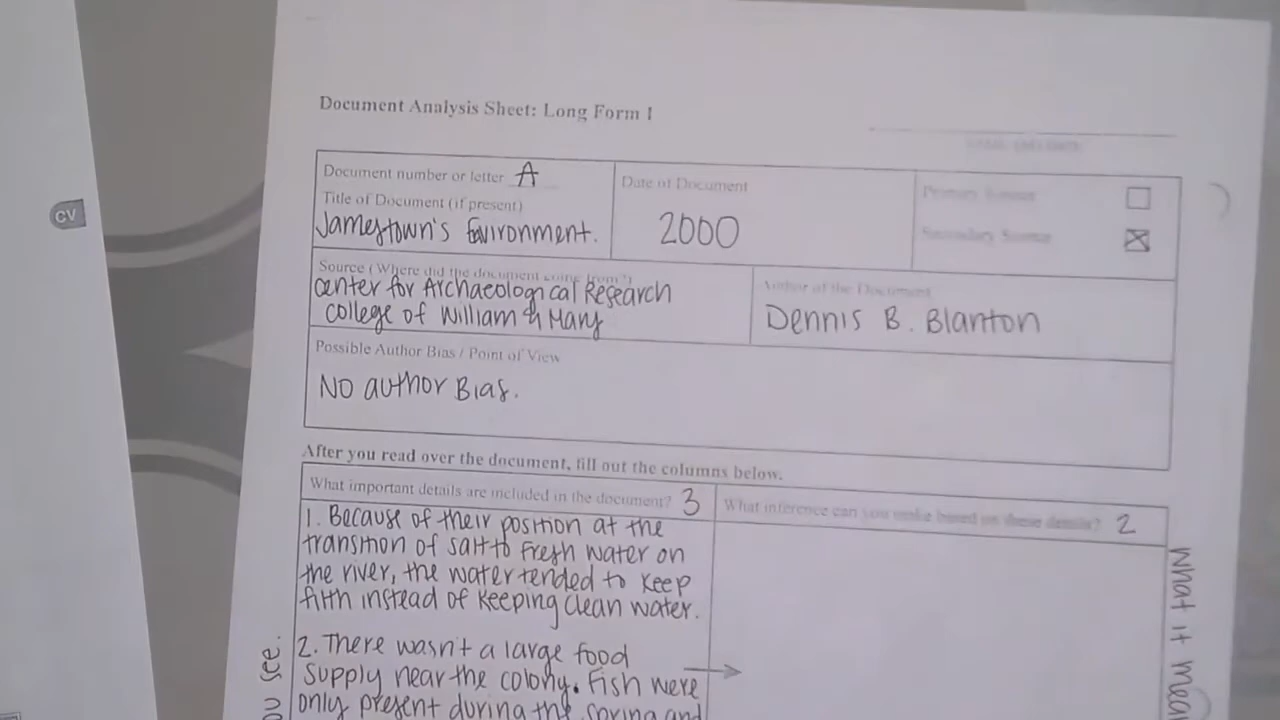 Document Analysis Sheet: Long Form 1
Document number or letter A
Title of Document (if present)
Jamestown's Environment.
Date of Document
2000
Primary Source
Secondary Source
Source (Where did the document come from?)
center for Archaeological Research
college of William & Mary
Author of the Document
Dennis B. Blanton
Possible Author Bias / Point of View
No author Bias.
After you read over the document, fill out the columns below.
What important details are included in the document? 3
What inference can you make based on these details? 2
1. Because of their position at the
transition of salt to fresh water on
the river, the water tended to keep
filth instead of keeping clean water.
2. There wasn't a large food
supply near the colony. Fish were
only present during the spring and
what it
CV